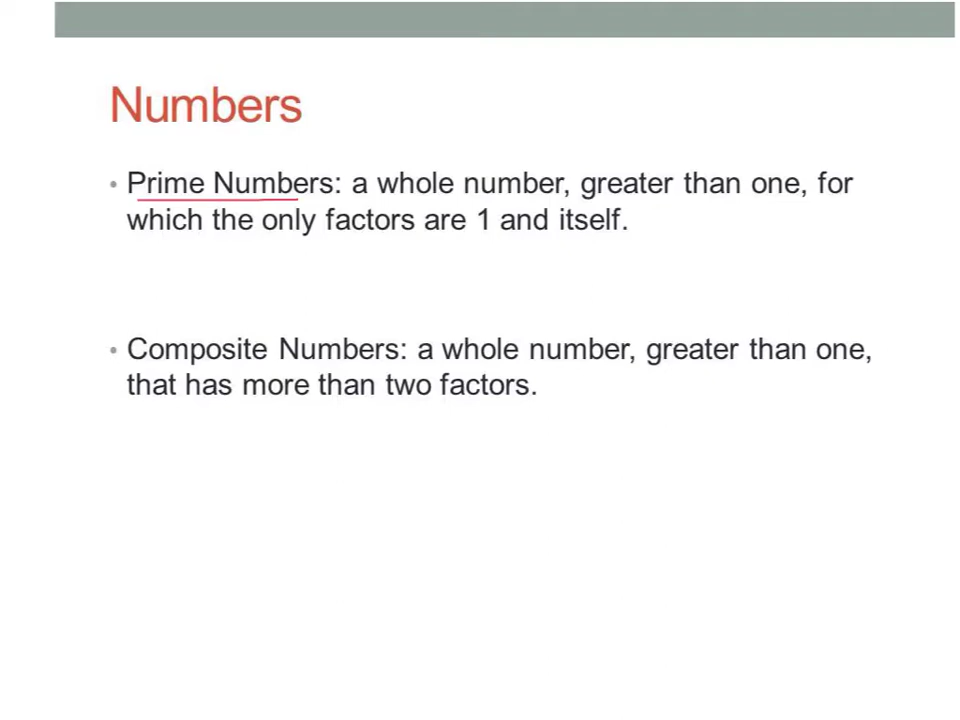 Numbers
• Prime Numbers: a whole number, greater than one, for
which the only factors are 1 and itself.
• Composite Numbers: a whole number, greater than one,
that has more than two factors.